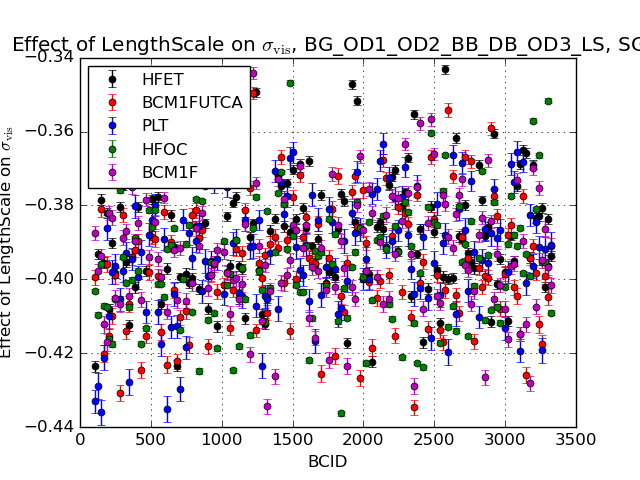 Effect of LengthScale on σvis, BG_OD1_OD2_BB_DB_OD3_LS, SG
Effect of LengthScale on σvis
−0.34
−0.36
−0.38
−0.40
−0.42
−0.44
HFET
BCM1FUTCA
PLT
HFOC
BCM1F
0 500 1000 1500 2000 2500 3000 3500
BCID